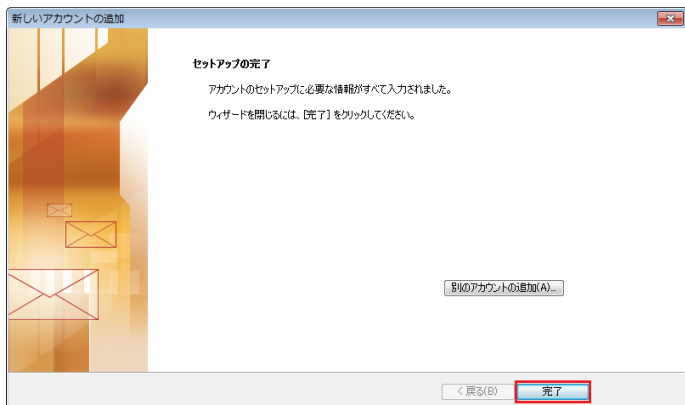 新しいアカウントの追加
セットアップの完了
アカウントのセットアップに必要な情報がすべて入力されました。
ウィザードを閉じるには、[完了] をクリックしてください。
別のアカウントの追加(A)...
< 戻る(B)
完了